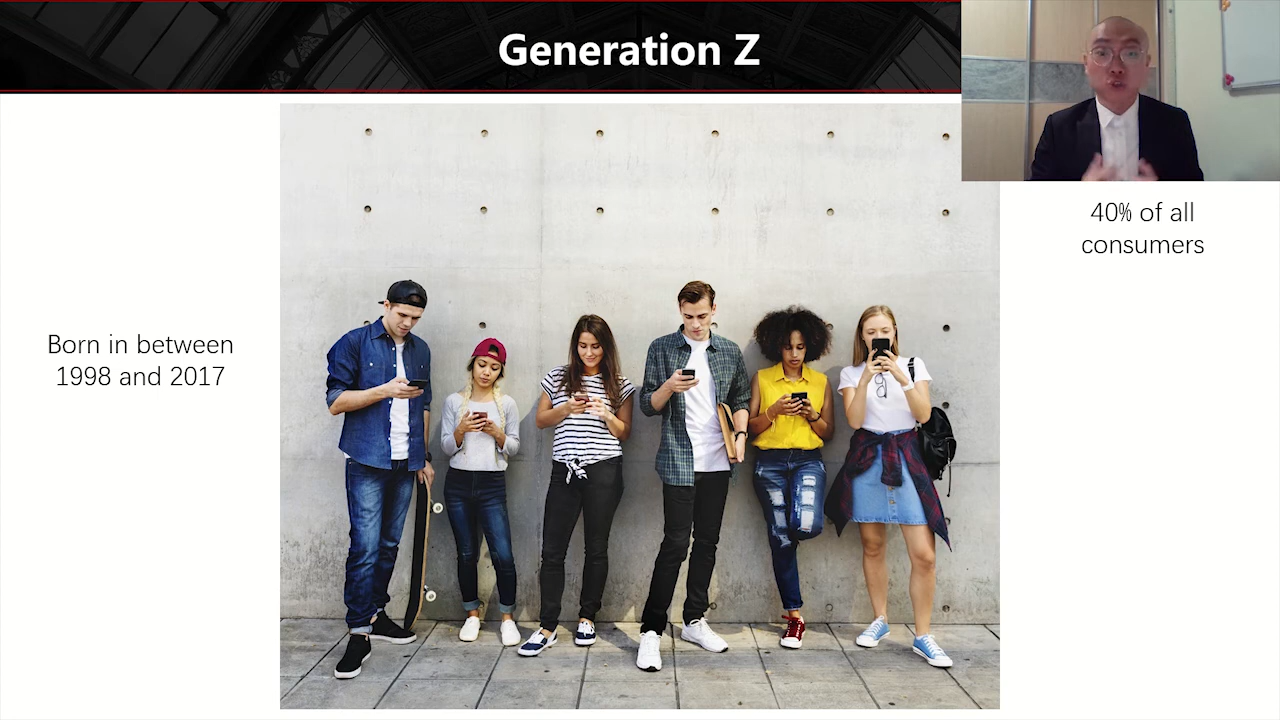 Generation Z
40% of all
consumers
Born in between
1998 and 2017